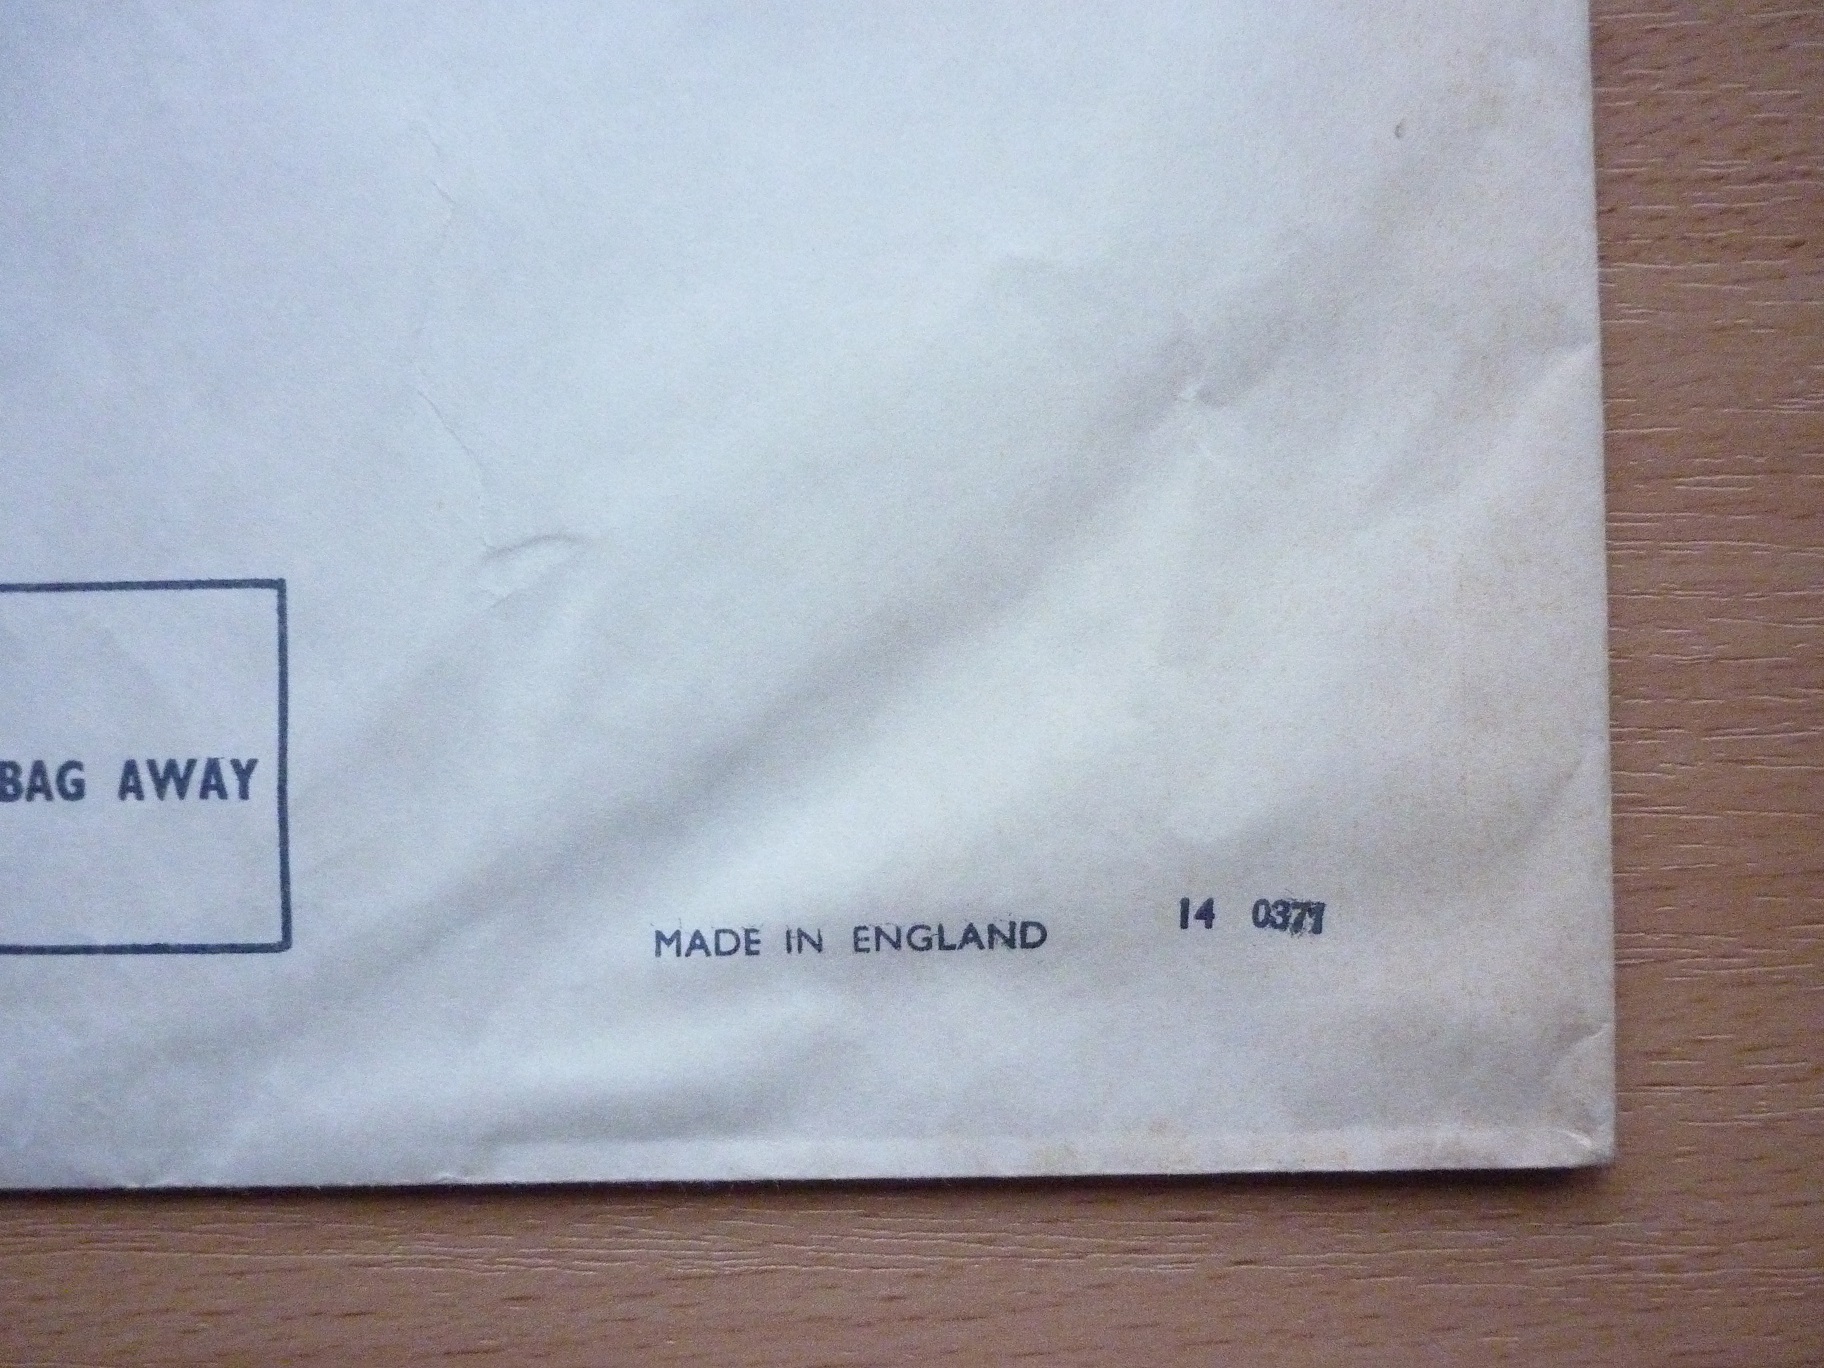 BAG AWAY
MADE IN ENGLAND 14 0371